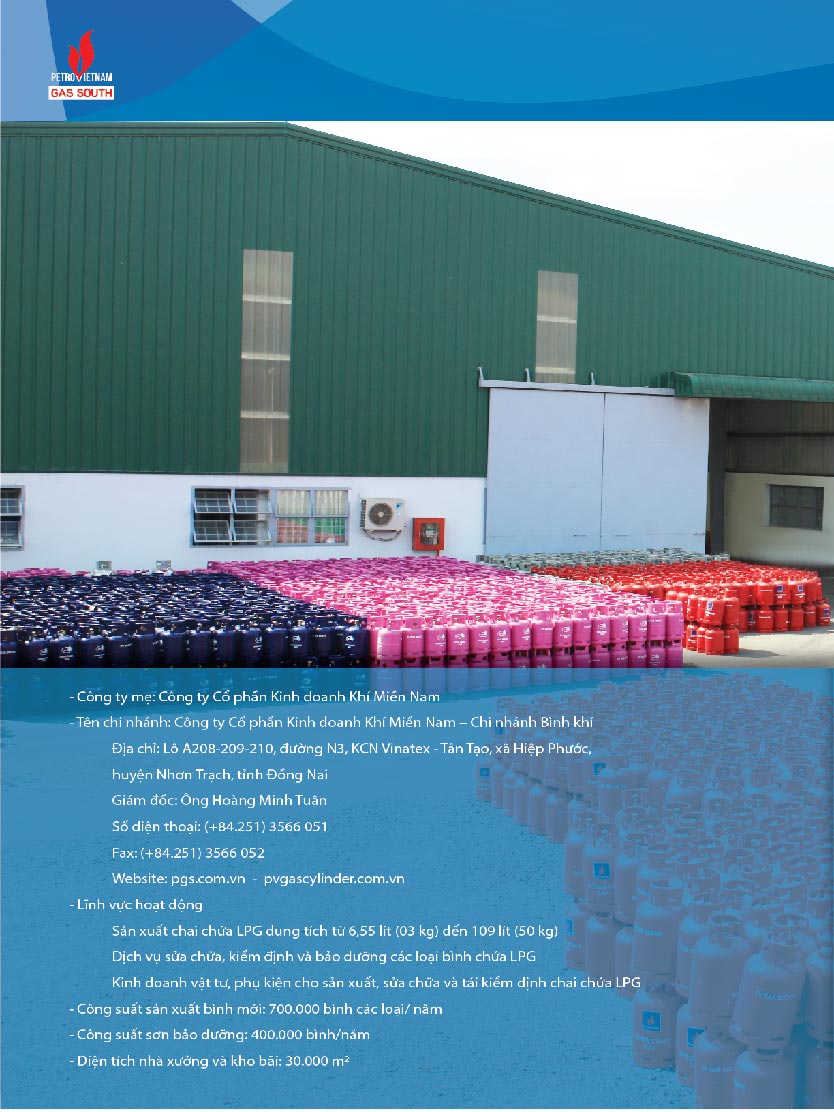 PETROVIETNAM
GAS SOUTH
- Công ty mẹ: Công ty Cổ phần Kinh doanh Khí Miền Nam
- Tên chi nhánh: Công ty Cổ phần Kinh doanh Khí Miền Nam – Chi nhánh Bình khí
Địa chỉ: Lô A208-209-210, đường N3, KCN Vinatex - Tân Tạo, xã Hiệp Phước,
huyện Nhơn Trạch, tỉnh Đồng Nai
Giám đốc: Ông Hoàng Minh Tuân
Số điện thoại: (+84.251) 3566 051
Fax: (+84.251) 3566 052
Website: pgs.com.vn - pvgascylinder.com.vn
- Lĩnh vực hoạt động
Sản xuất chai chứa LPG dung tích từ 6,55 lít (03 kg) đến 109 lít (50 kg)
Dịch vụ sửa chữa, kiểm định và bảo dưỡng các loại bình chứa LPG
Kinh doanh vật tư, phụ kiện cho sản xuất, sửa chữa và tái kiểm định chai chứa LPG
- Công suất sản xuất bình mới: 700.000 bình các loại/ năm
- Công suất sơn bảo dưỡng: 400.000 bình/năm
- Diện tích nhà xưởng và kho bãi: 30.000 m²